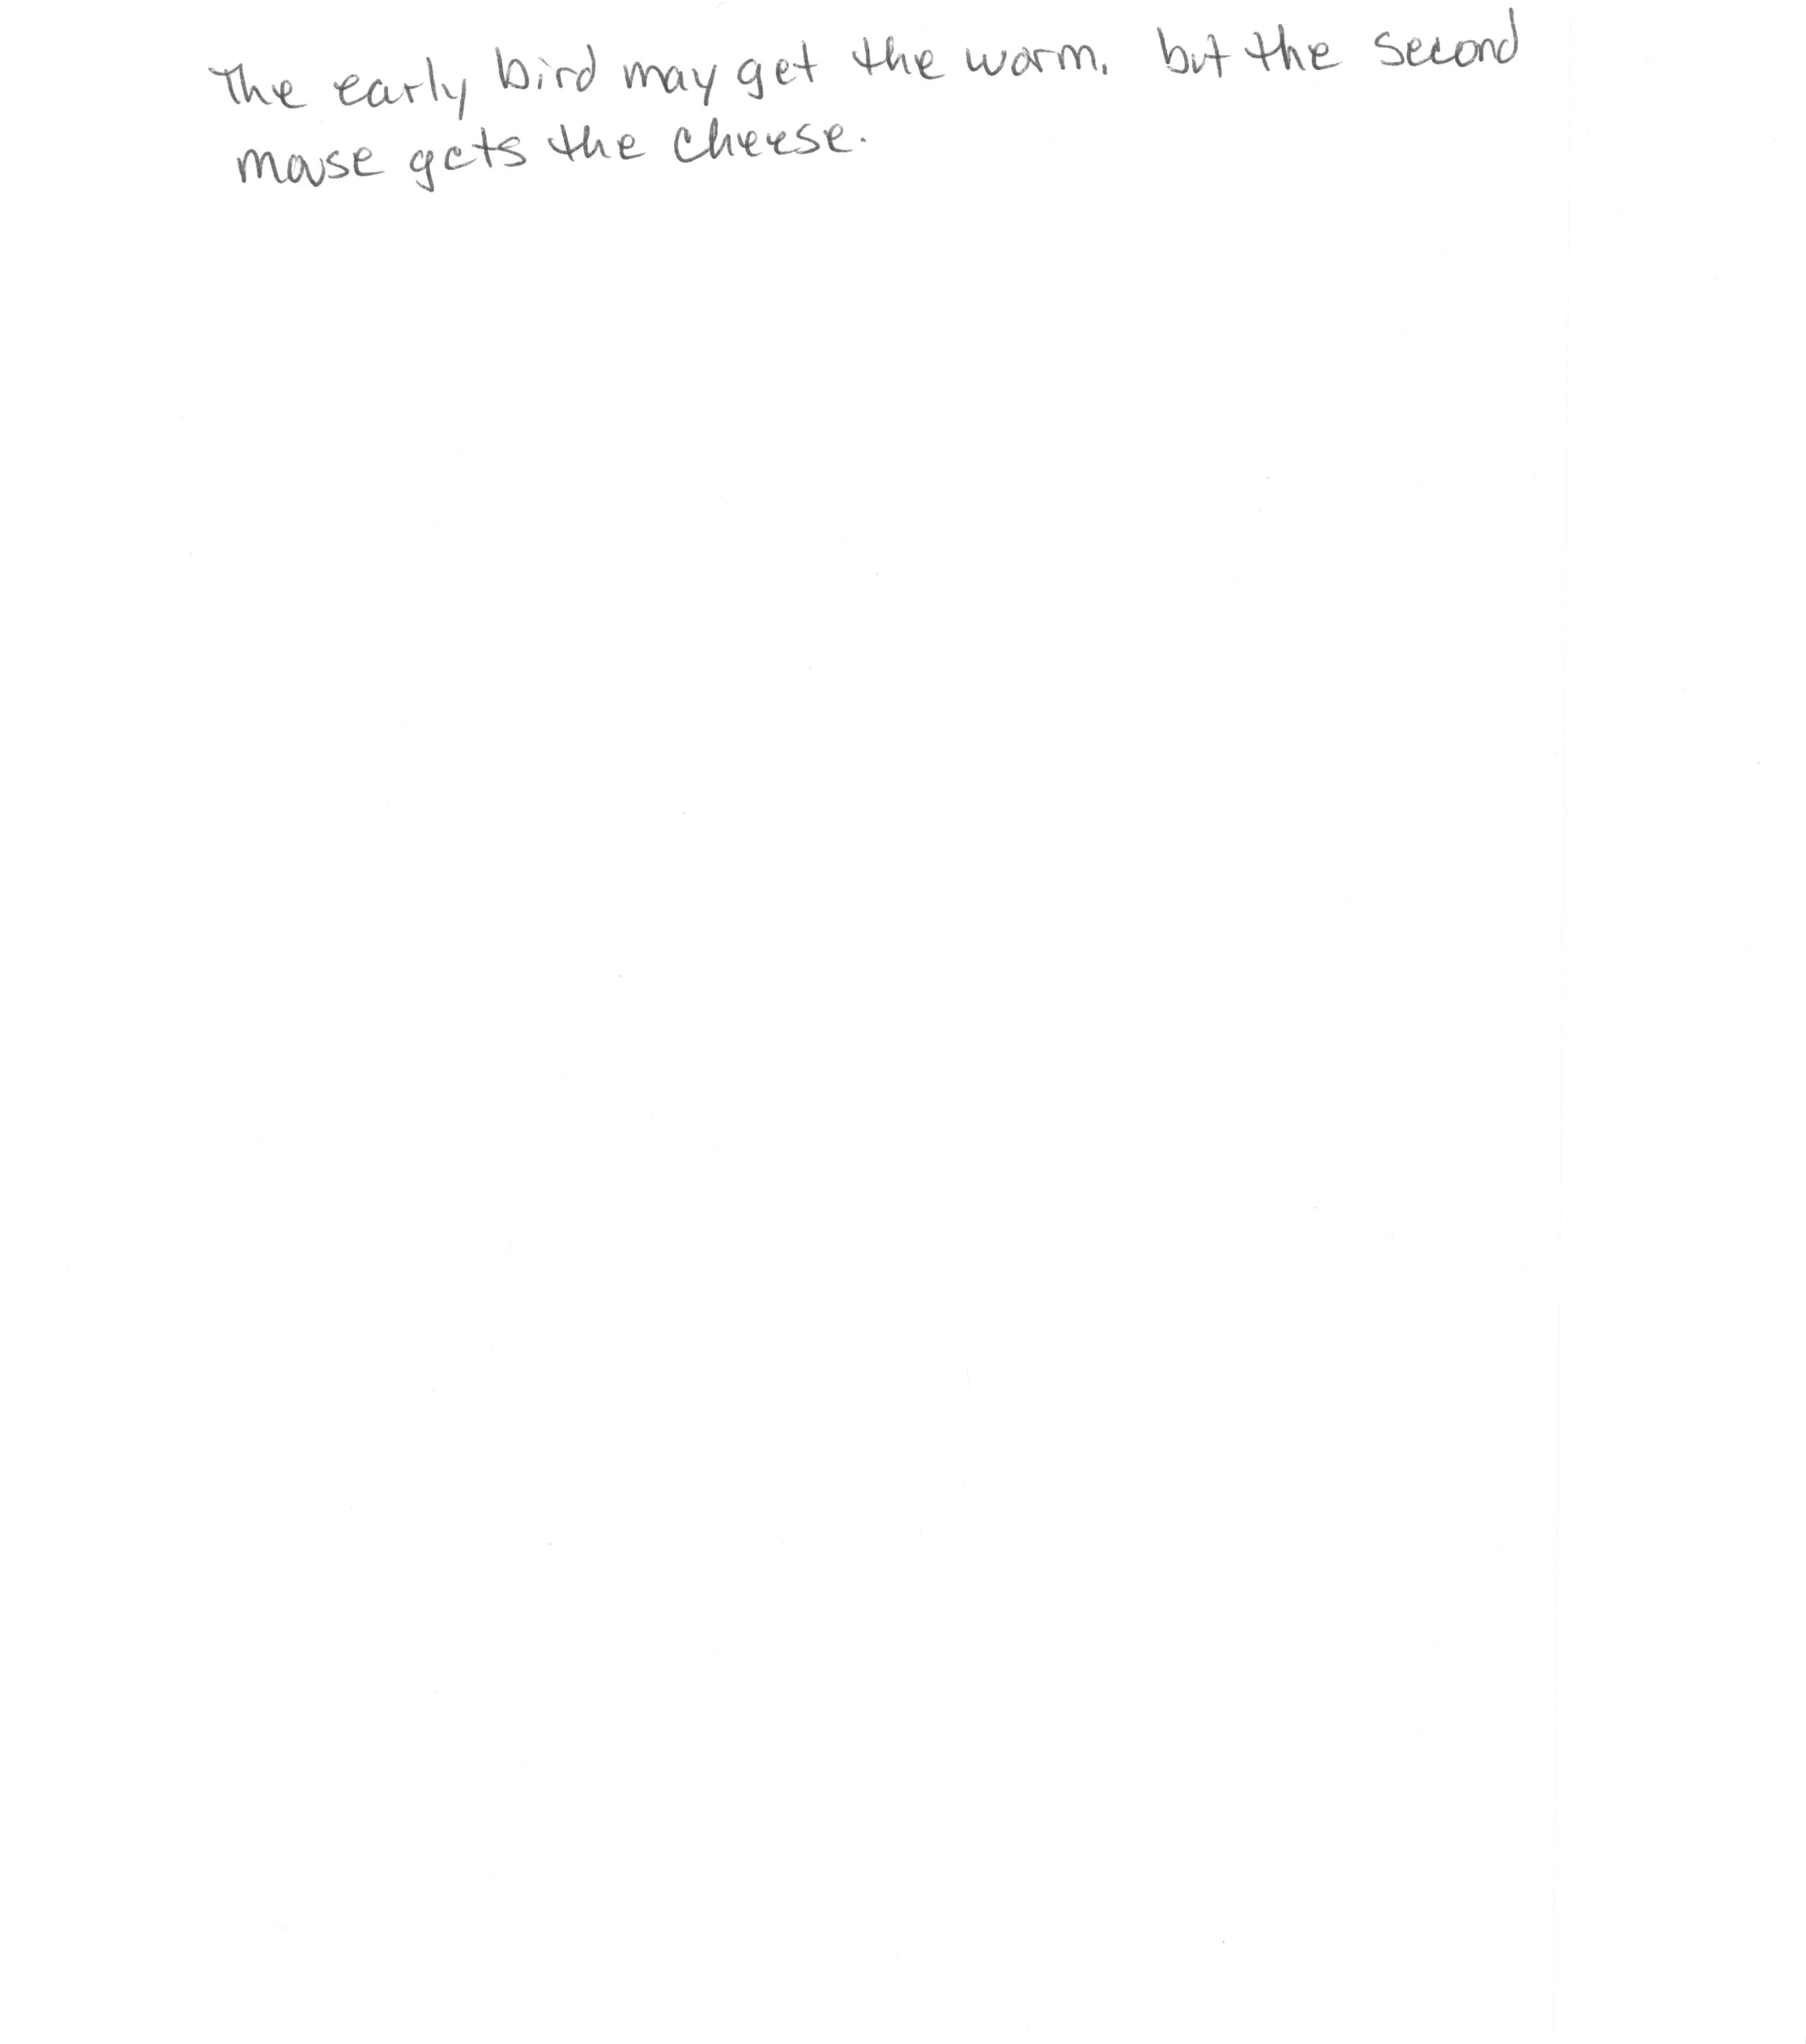 The early bird may get the worm, but the second
mouse gets the cheese.